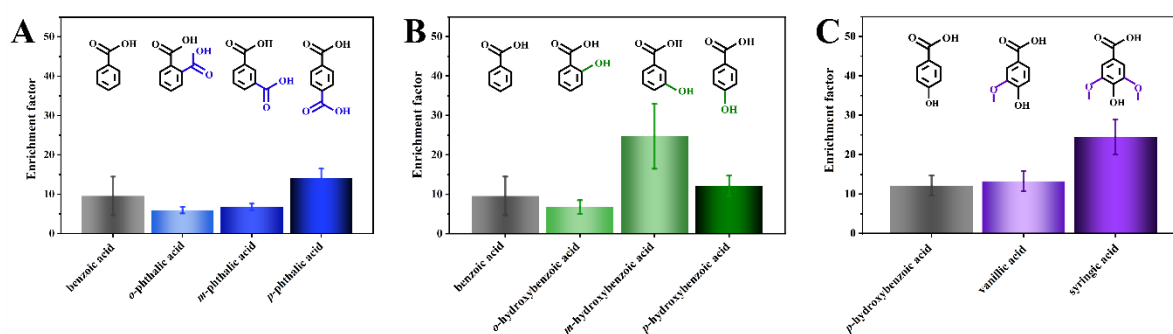 A
Enrichment factor
50
40
30
20
10
0
O OH
O OH OH O
O OH OH O
O OH O OH
benzoic acid
o-phthalic acid
m-phthalic acid
p-phthalic acid
B
Enrichment factor
50
40
30
20
10
0
O OH
O OH OH
O OH OH
O OH OH
benzoic acid
o-hydroxybenzoic acid
m-hydroxybenzoic acid
p-hydroxybenzoic acid
C
Enrichment factor
50
40
30
20
10
0
O OH OH
O OH O OH
O OH O OH O
p-hydroxybenzoic acid
vanillic acid
syringic acid